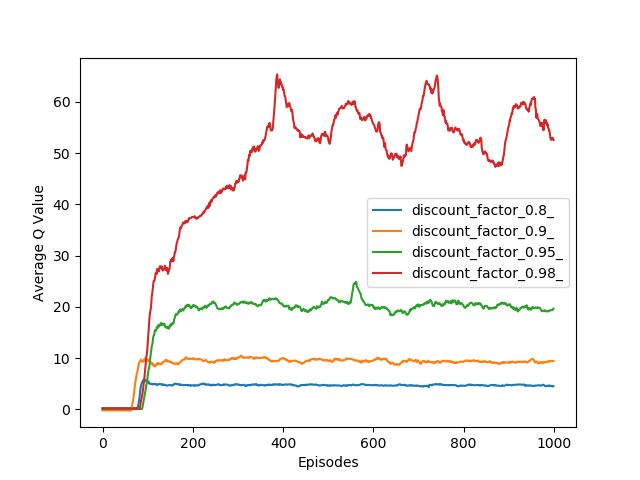 60
50
40
30
20
10
0
Average Q Value
discount_factor_0.8_
discount_factor_0.9_
discount_factor_0.95_
discount_factor_0.98_
0 200 400 600 800 1000
Episodes